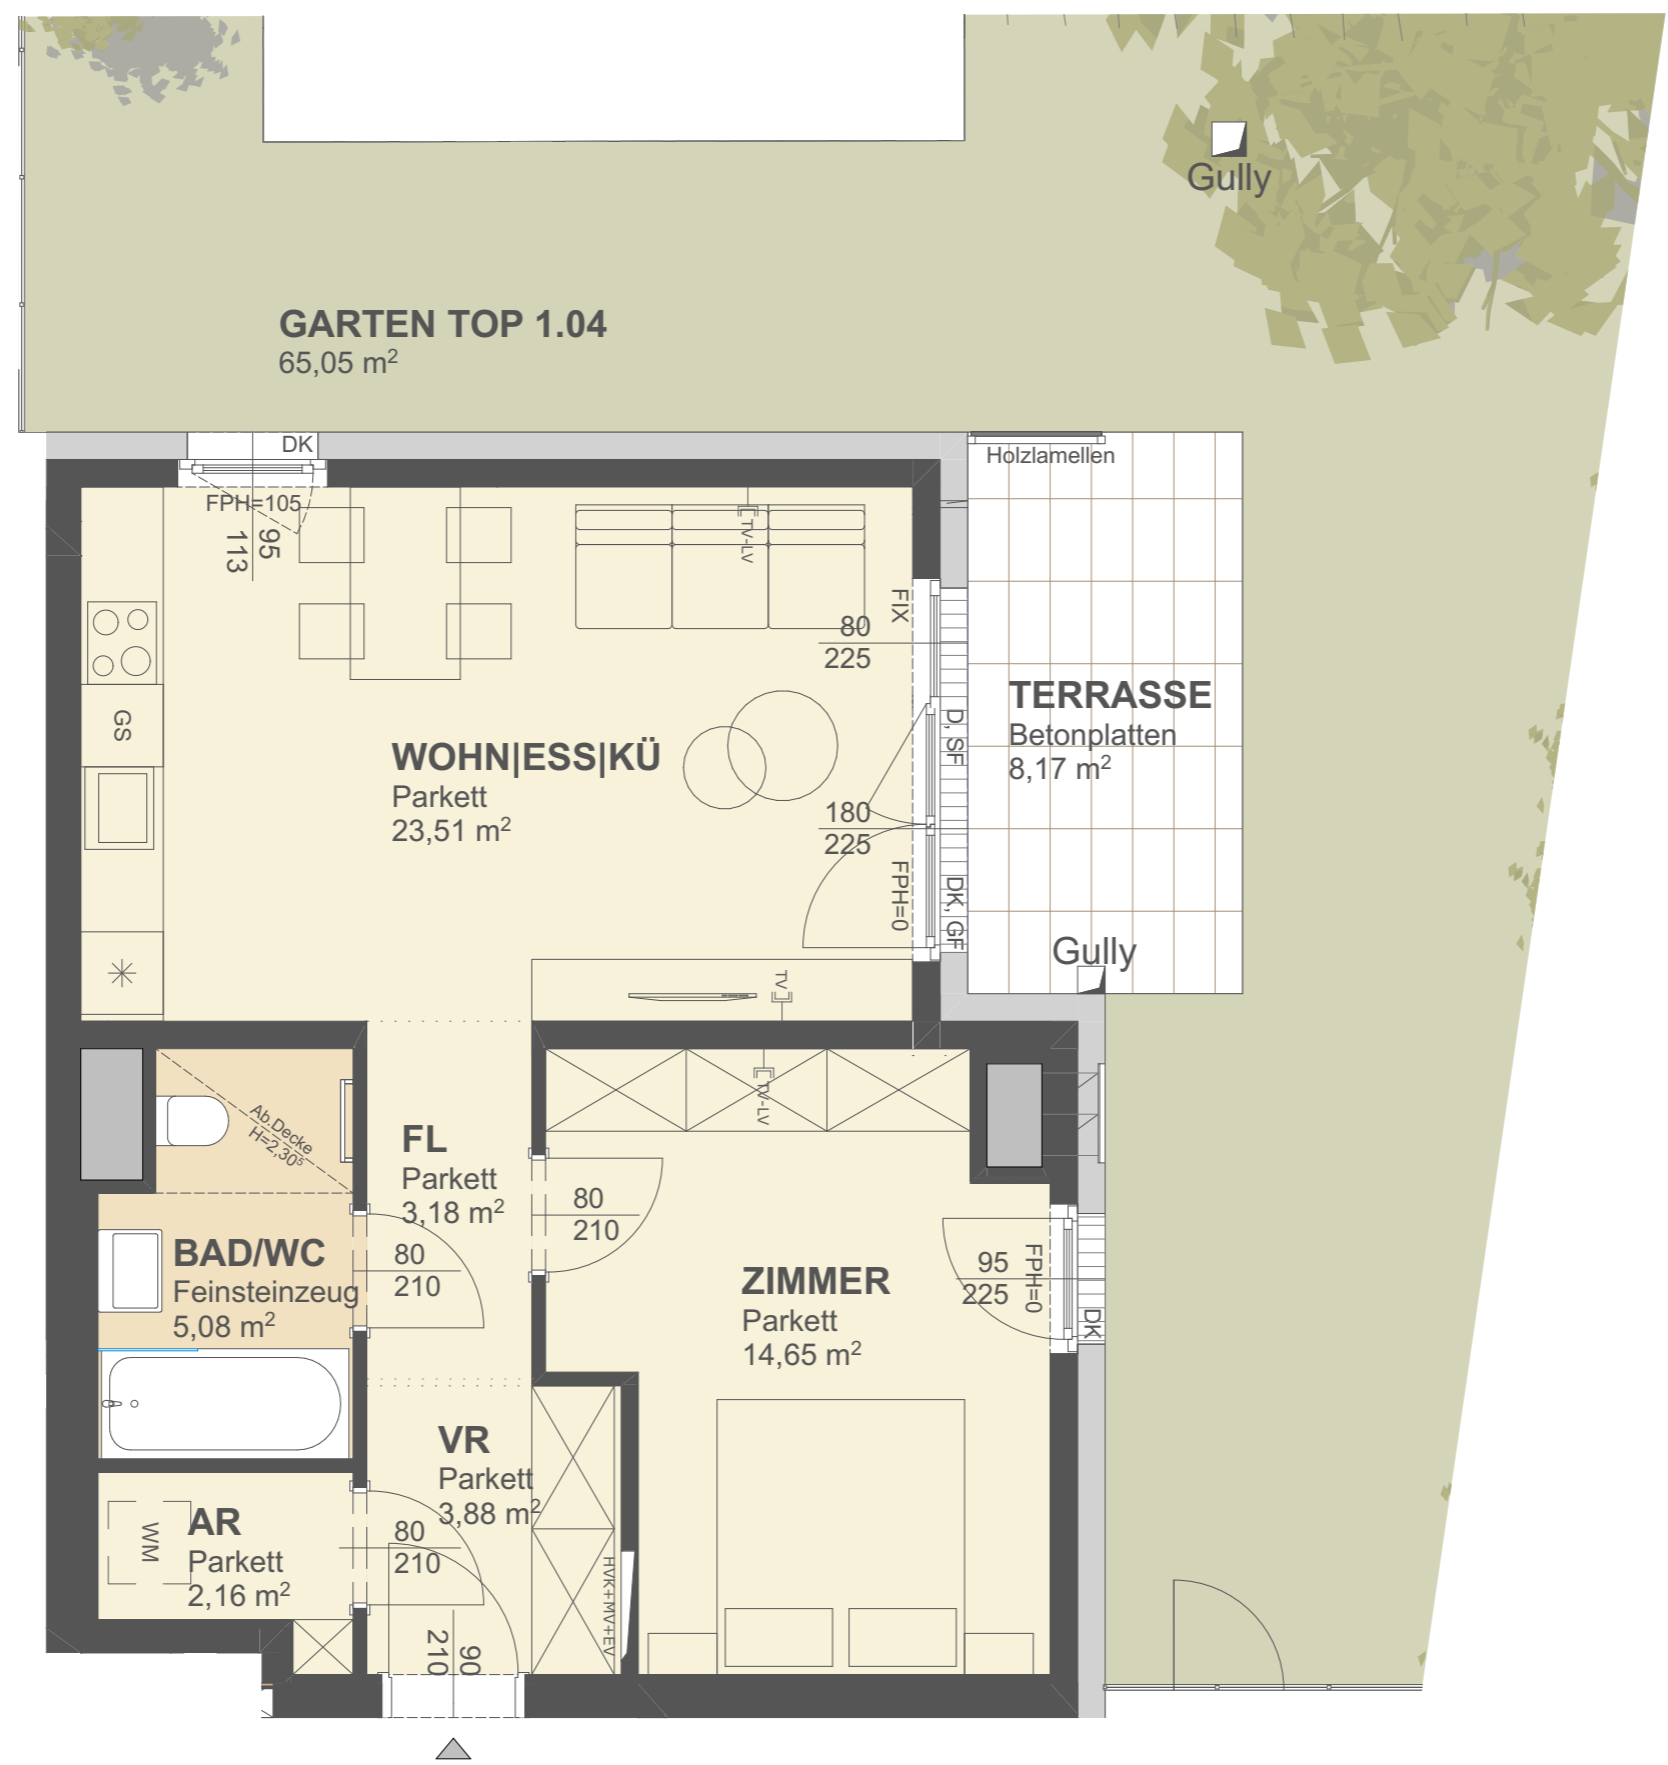 Gully
GARTEN TOP 1.04
65,05 m²
DK
FPH=105
95
113
Holzlamellen
TV-LV
FIX
80
225
GS
WOHN|ESS|KÜ
Parkett
23,51 m²
D, SF
TERRASSE
Betonplatten
8,17 m²
180
225
FPH=0
DK, GF
Gully
TV
Ab.Decke
H=2,30⁵
TV-LV
FL
Parkett
3,18 m²
80
210
BAD/WC
Feinsteinzeug
5,08 m²
80
210
ZIMMER
Parkett
14,65 m²
95
225
FPH=0
DK
VR
Parkett
3,88 m²
WM
AR
Parkett
2,16 m²
80
210
HVK+MV+EV
90
210